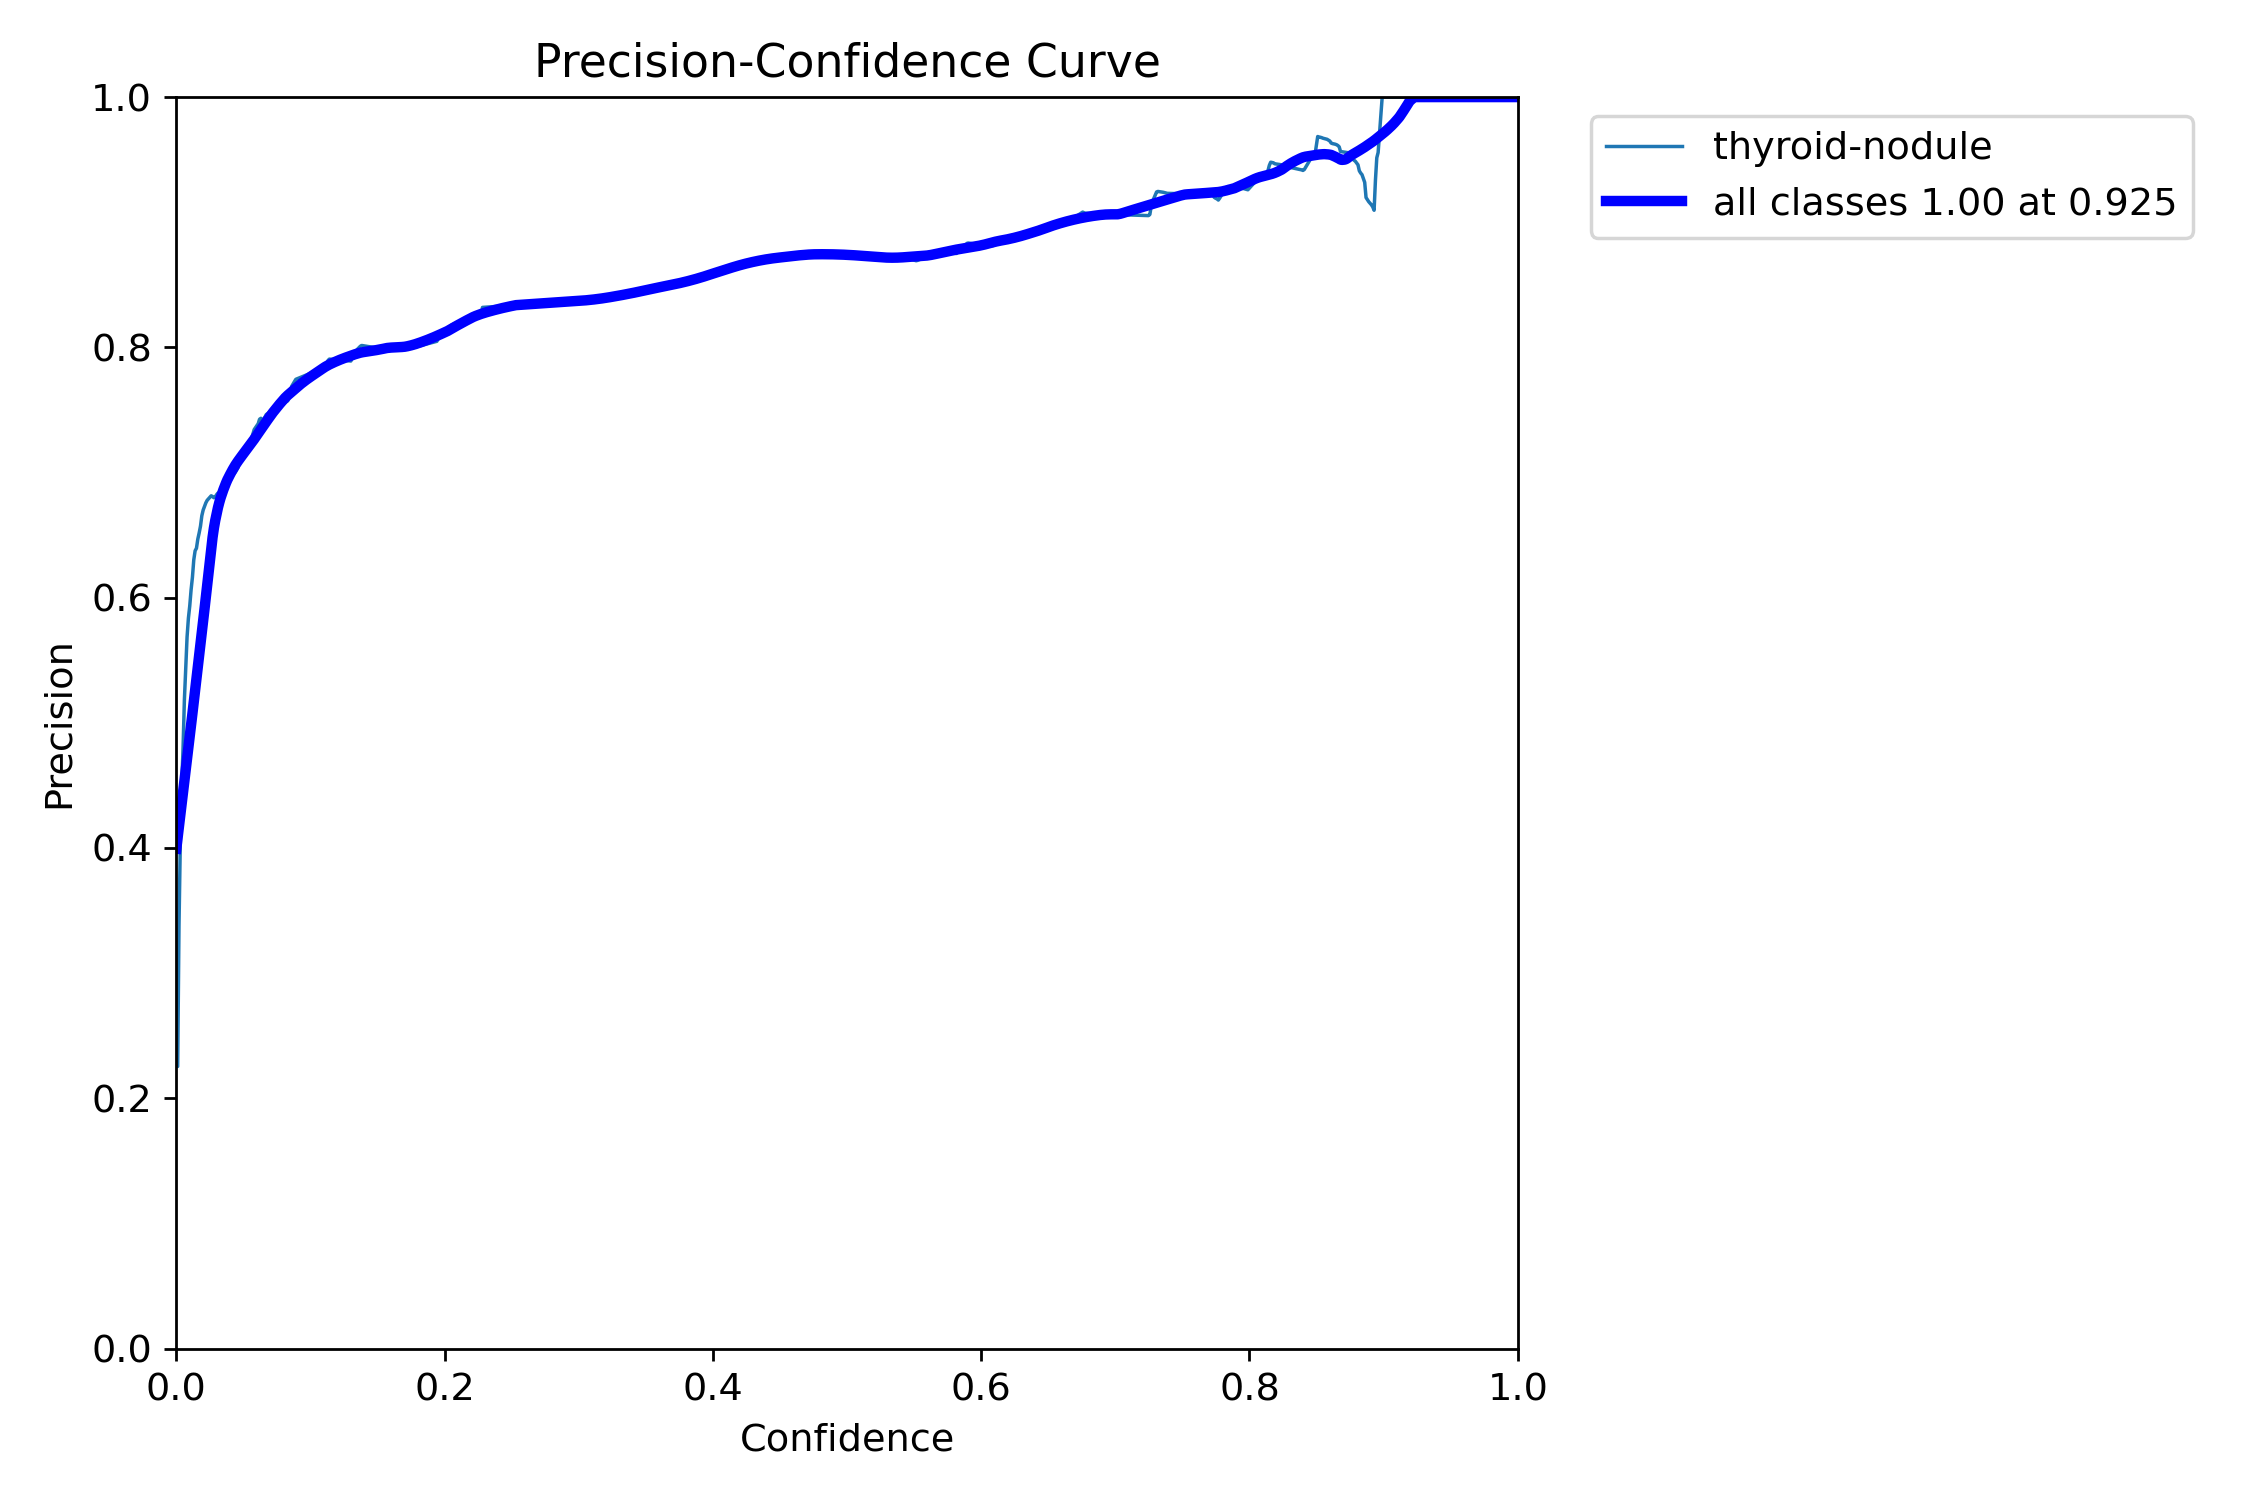 Precision-Confidence Curve
1.0
0.8
0.6
0.4
0.2
0.0
Precision
0.0 0.2 0.4 0.6 0.8 1.0
Confidence
thyroid-nodule
all classes 1.00 at 0.925